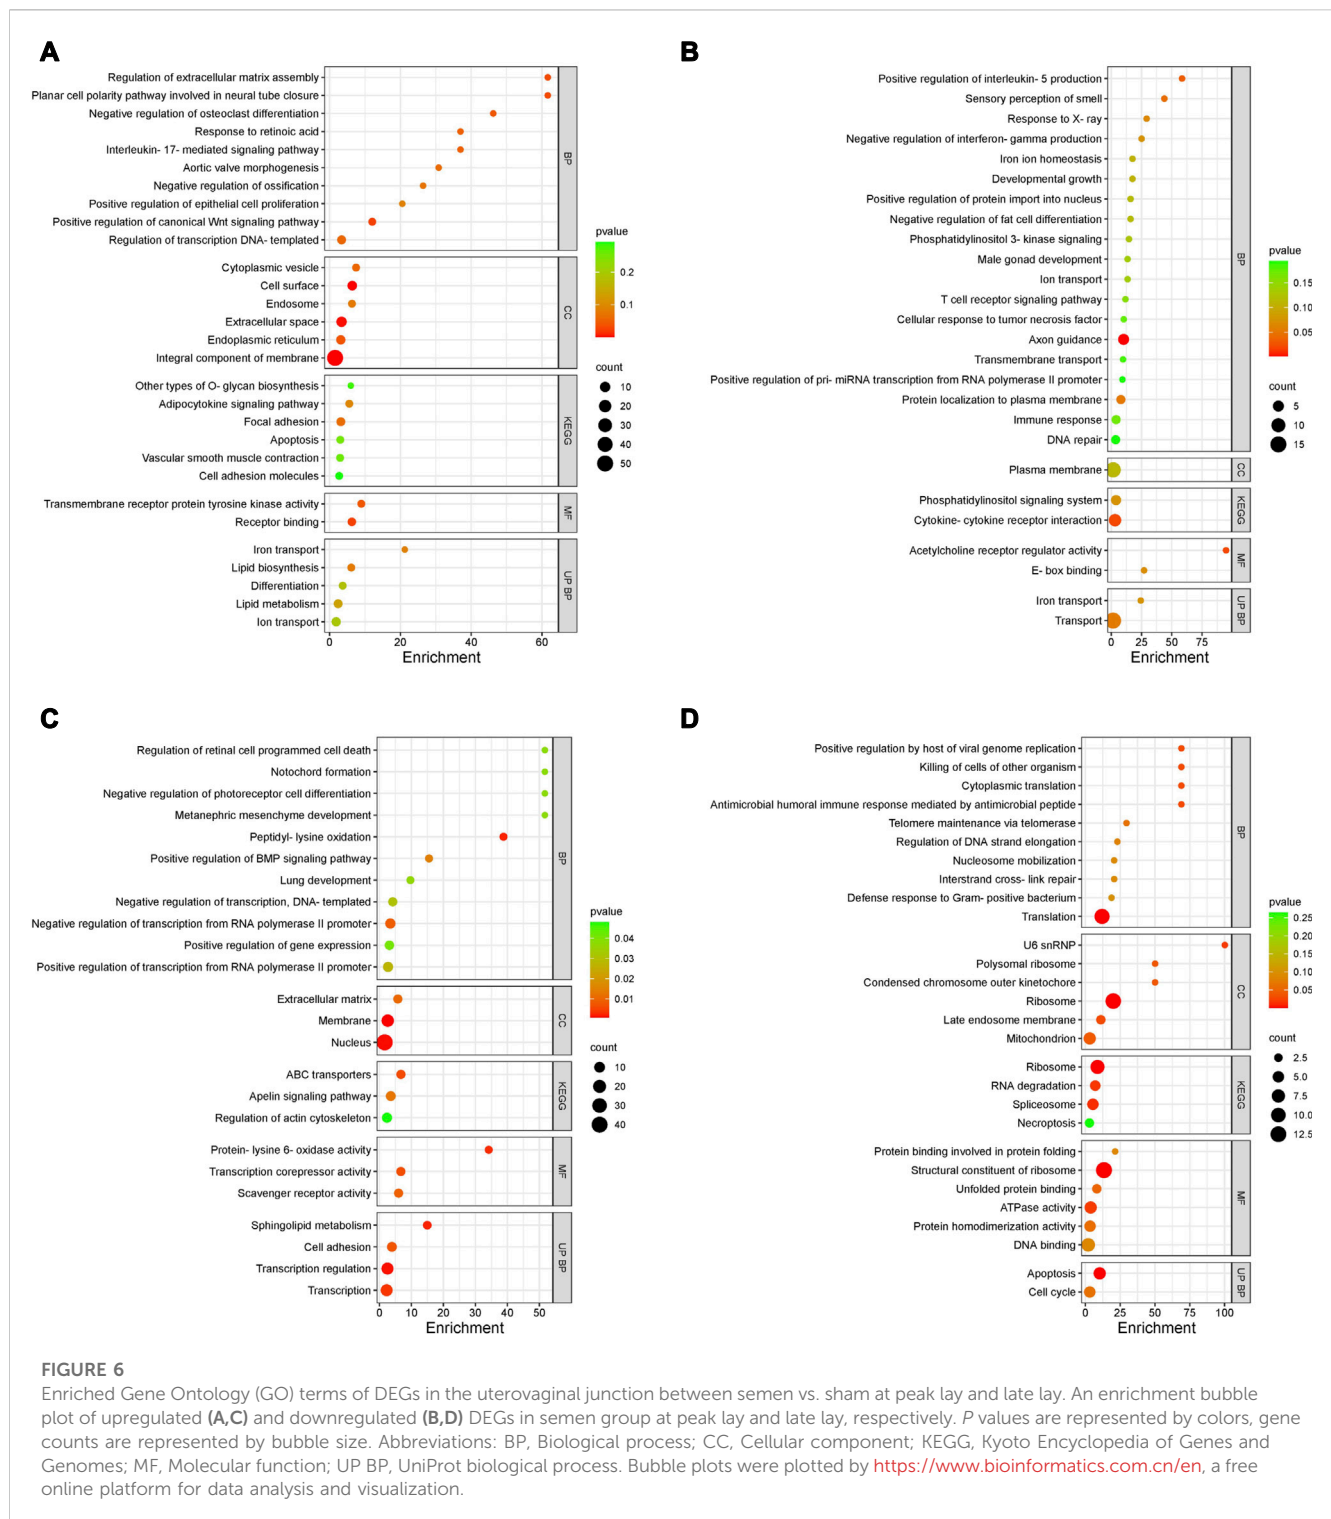 A
Regulation of extracellular matrix assembly
Planar cell polarity pathway involved in neural tube closure
Negative regulation of osteoclast differentiation
Response to retinoic acid
Interleukin- 17- mediated signaling pathway
Aortic valve morphogenesis
Negative regulation of ossification
Positive regulation of epithelial cell proliferation
Positive regulation of canonical Wnt signaling pathway
Regulation of transcription DNA- templated
BP
Cytoplasmic vesicle
Cell surface
Endosome
Extracellular space
Endoplasmic reticulum
Integral component of membrane
CC
Other types of O- glycan biosynthesis
Adipocytokine signaling pathway
Focal adhesion
Apoptosis
Vascular smooth muscle contraction
Cell adhesion molecules
KEGG
Transmembrane receptor protein tyrosine kinase activity
Receptor binding
MF
Iron transport
Lipid biosynthesis
Differentiation
Lipid metabolism
Ion transport
UP BP
0 20 40 60
Enrichment
pvalue
0.2
0.1
count
10
20
30
40
50
B
Positive regulation of interleukin- 5 production
Sensory perception of smell
Response to X- ray
Negative regulation of interferon- gamma production
Iron ion homeostasis
Developmental growth
Positive regulation of protein import into nucleus
Negative regulation of fat cell differentiation
Phosphatidylinositol 3- kinase signaling
Male gonad development
Ion transport
T cell receptor signaling pathway
Cellular response to tumor necrosis factor
Axon guidance
Transmembrane transport
Positive regulation of pri- miRNA transcription from RNA polymerase II promoter
Protein localization to plasma membrane
Immune response
DNA repair
BP
Plasma membrane
CC
Phosphatidylinositol signaling system
Cytokine- cytokine receptor interaction
KEGG
Acetylcholine receptor regulator activity
E- box binding
MF
Iron transport
Transport
UP BP
0 25 50 75
Enrichment
pvalue
0.15
0.10
0.05
count
5
10
15
C
Regulation of retinal cell programmed cell death
Notochord formation
Negative regulation of photoreceptor cell differentiation
Metanephric mesenchyme development
Peptidyl- lysine oxidation
Positive regulation of BMP signaling pathway
Lung development
Negative regulation of transcription, DNA- templated
Negative regulation of transcription from RNA polymerase II promoter
Positive regulation of gene expression
Positive regulation of transcription from RNA polymerase II promoter
BP
Extracellular matrix
Membrane
Nucleus
CC
ABC transporters
Apelin signaling pathway
Regulation of actin cytoskeleton
KEGG
Protein- lysine 6- oxidase activity
Transcription corepressor activity
Scavenger receptor activity
MF
Sphingolipid metabolism
Cell adhesion
Transcription regulation
Transcription
UP BP
0 10 20 30 40 50
Enrichment
pvalue
0.04
0.03
0.02
0.01
count
10
20
30
40
D
Positive regulation by host of viral genome replication
Killing of cells of other organism
Cytoplasmic translation
Antimicrobial humoral immune response mediated by antimicrobial peptide
Telomere maintenance via telomerase
Regulation of DNA strand elongation
Nucleosome mobilization
Interstrand cross- link repair
Defense response to Gram- positive bacterium
Translation
BP
U6 snRNP
Polysomal ribosome
Condensed chromosome outer kinetochore
Ribosome
Late endosome membrane
Mitochondrion
CC
Ribosome
RNA degradation
Spliceosome
Necroptosis
KEGG
Protein binding involved in protein folding
Structural constituent of ribosome
Unfolded protein binding
ATPase activity
Protein homodimerization activity
DNA binding
MF
Apoptosis
Cell cycle
UP BP
0 25 50 75 100
Enrichment
pvalue
0.25
0.20
0.15
0.10
0.05
count
2.5
5.0
7.5
10.0
12.5
FIGURE 6
Enriched Gene Ontology (GO) terms of DEGs in the uterovaginal junction between semen vs. sham at peak lay and late lay. An enrichment bubble
plot of upregulated (A,C) and downregulated (B,D) DEGs in semen group at peak lay and late lay, respectively. P values are represented by colors, gene
counts are represented by bubble size. Abbreviations: BP, Biological process; CC, Cellular component; KEGG, Kyoto Encyclopedia of Genes and
Genomes; MF, Molecular function; UP BP, UniProt biological process. Bubble plots were plotted by https://www.bioinformatics.com.cn/en, a free
online platform for data analysis and visualization.